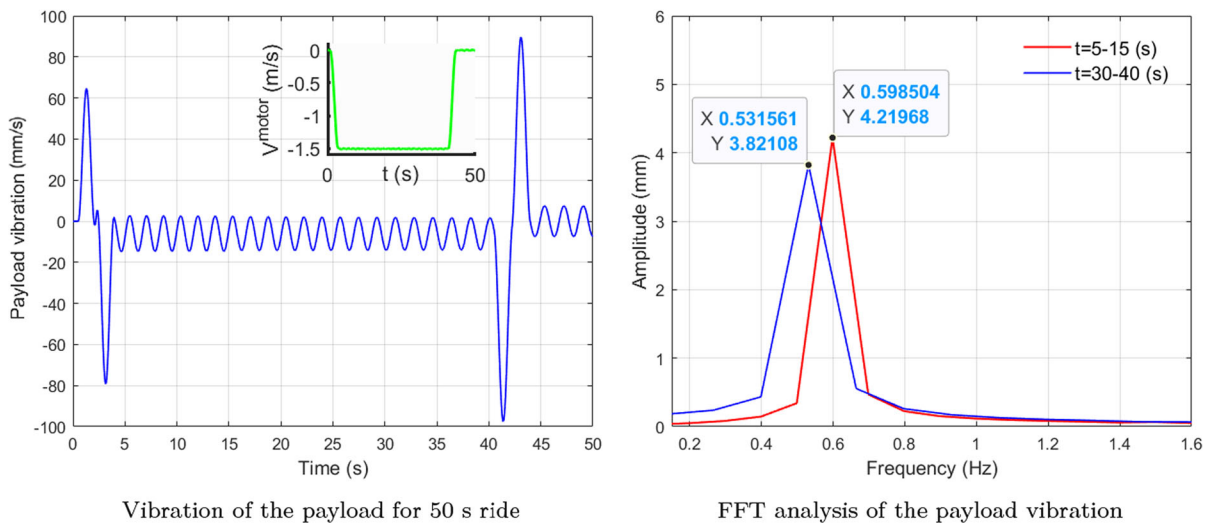 100
80
60
40
20
0
-20
-40
-60
-80
-100
Payload vibration (mm/s)
0 5 10 15 20 25 30 35 40 45 50
Time (s)
0
-0.5
-1
-1.5
V^motor (m/s)
0 t (s) 50
Vibration of the payload for 50 s ride
6
5
4
3
2
1
0
Amplitude (mm)
t=5-15 (s)
t=30-40 (s)
X 0.598504
Y 4.21968
X 0.531561
Y 3.82108
0.2 0.4 0.6 0.8 1 1.2 1.4 1.6
Frequency (Hz)
FFT analysis of the payload vibration